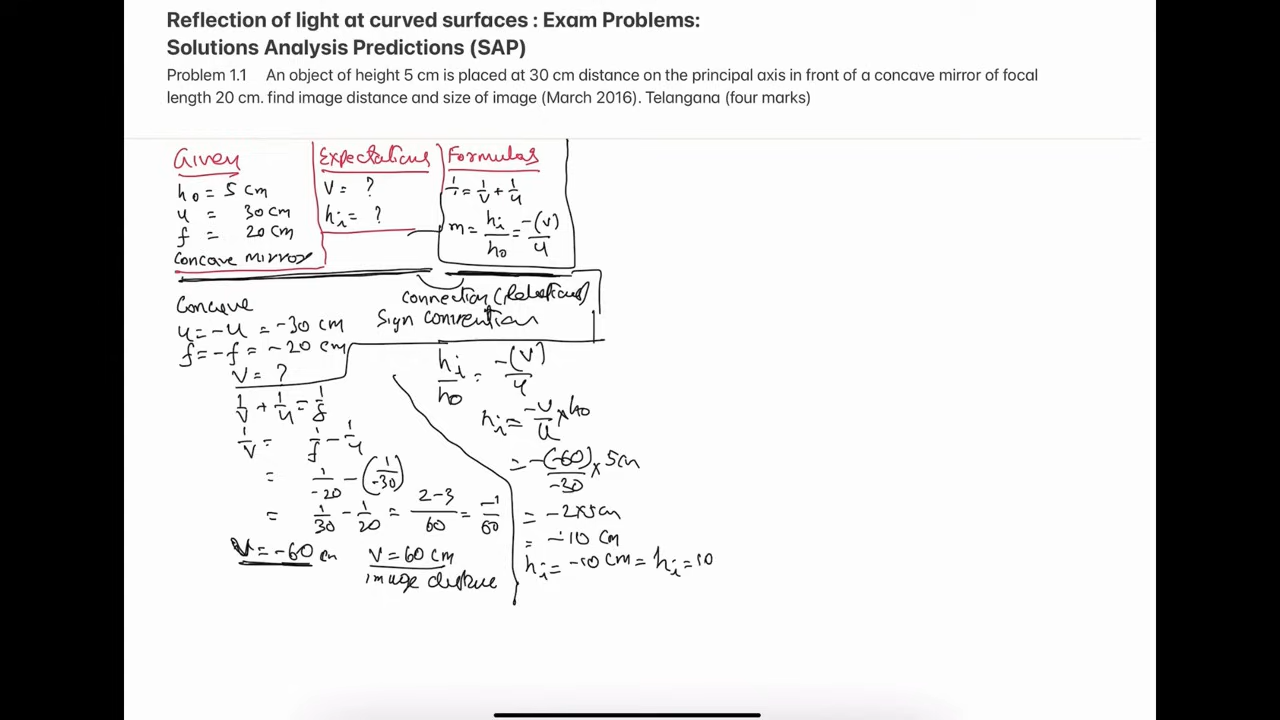 Reflection of light at curved surfaces : Exam Problems:
Solutions Analysis Predictions (SAP)
Problem 1.1 An object of height 5 cm is placed at 30 cm distance on the principal axis in front of a concave mirror of focal
length 20 cm. find image distance and size of image (March 2016). Telangana (four marks)
Given
h₀ = 5 cm
u = 30 cm
f = 20 cm
Concave mirror
Expectations
V = ?
hᵢ = ?
Formulas
1/f = 1/v + 1/u
m = hᵢ/h₀ = -(v)/u
connection (Relations)
Sign convention
Concave
u = -u = -30 cm
f = -f = -20 cm
V = ?
1/v + 1/u = 1/f
1/v = 1/f - 1/u
= 1/-20 - (1/-30)
= 1/30 - 1/20 = 2-3/60 = -1/60
V = -60 cm
V = 60 cm
image distance
hᵢ/h₀ = -(v)/u
hᵢ = -v/u × h₀
= -(-60)/-30 × 5cm
= -2×5cm
= -10 cm
hᵢ = -10 cm = hᵢ = 10